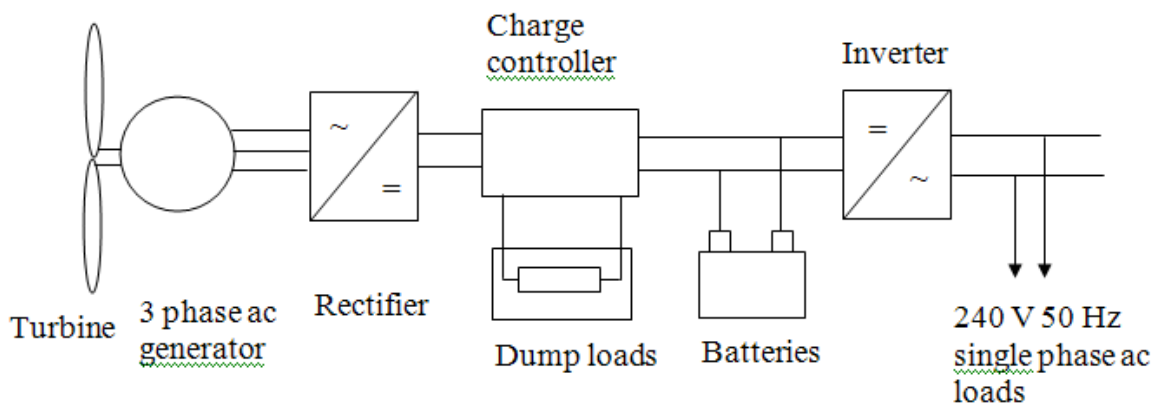 Charge
controller
Inverter
~
=
=
~
Turbine
3 phase ac
generator
Rectifier
Dump loads
Batteries
240 V 50 Hz
single phase ac
loads